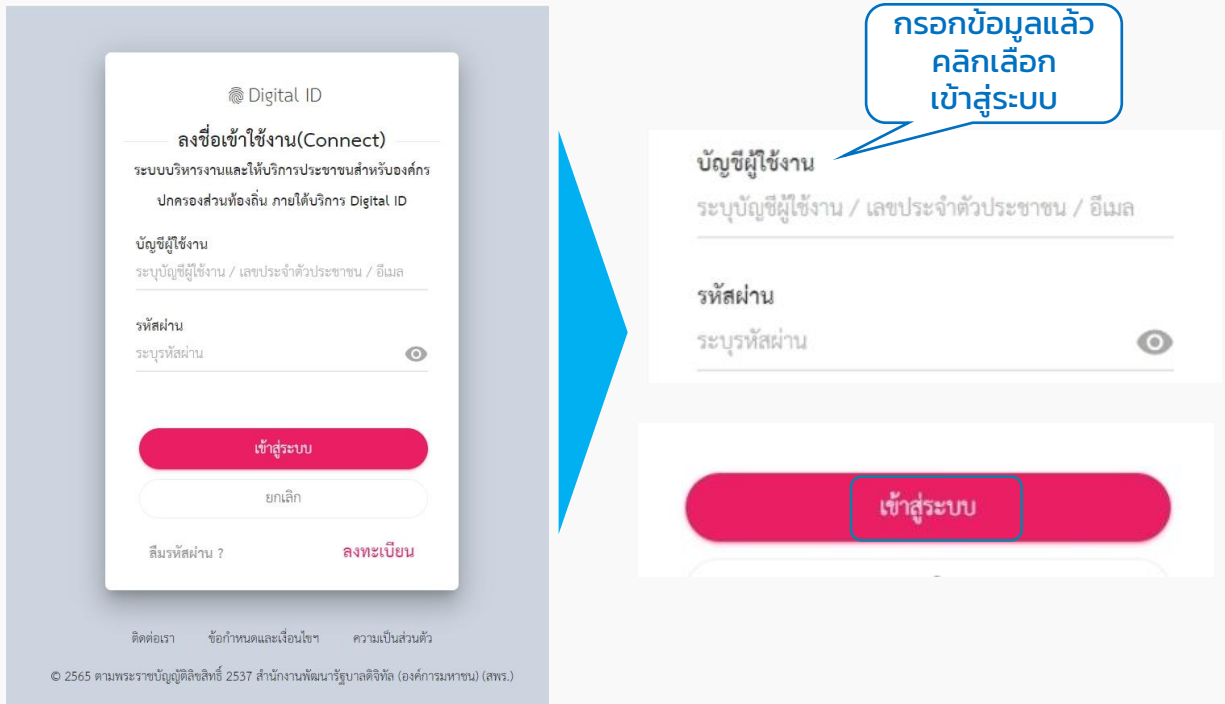 Digital ID
ลงชื่อเข้าใช้งาน(Connect)
ระบบบริหารงานและให้บริการประชาชนสำหรับองค์กร
ปกครองส่วนท้องถิ่น ภายใต้บริการ Digital ID
บัญชีผู้ใช้งาน
ระบุบัญชีผู้ใช้งาน / เลขประจำตัวประชาชน / อีเมล
รหัสผ่าน
ระบุรหัสผ่าน
เข้าสู่ระบบ
ยกเลิก
ลืมรหัสผ่าน ?
ลงทะเบียน
ติดต่อเรา
ข้อกำหนดและเงื่อนไขฯ
ความเป็นส่วนตัว
© 2565 ตามพระราชบัญญัติลิขสิทธิ์ 2537 สำนักงานพัฒนารัฐบาลดิจิทัล (องค์การมหาชน) (สพร.)
กรอกข้อมูลแล้ว
คลิกเลือก
เข้าสู่ระบบ
บัญชีผู้ใช้งาน
ระบุบัญชีผู้ใช้งาน / เลขประจำตัวประชาชน / อีเมล
รหัสผ่าน
ระบุรหัสผ่าน
เข้าสู่ระบบ